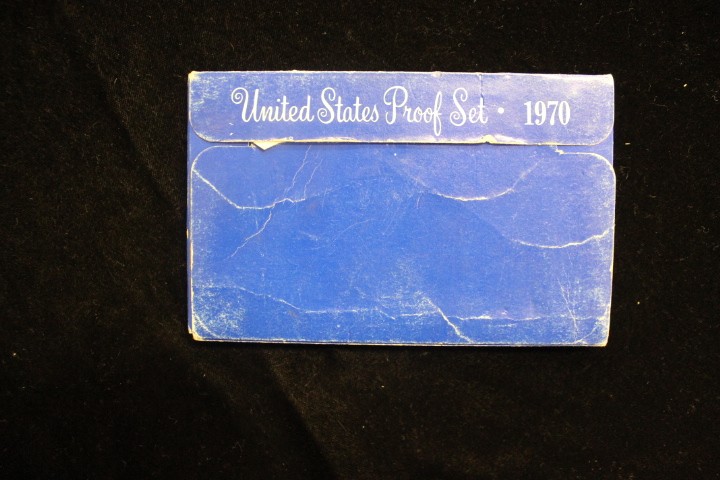 United States Proof Set • 1970